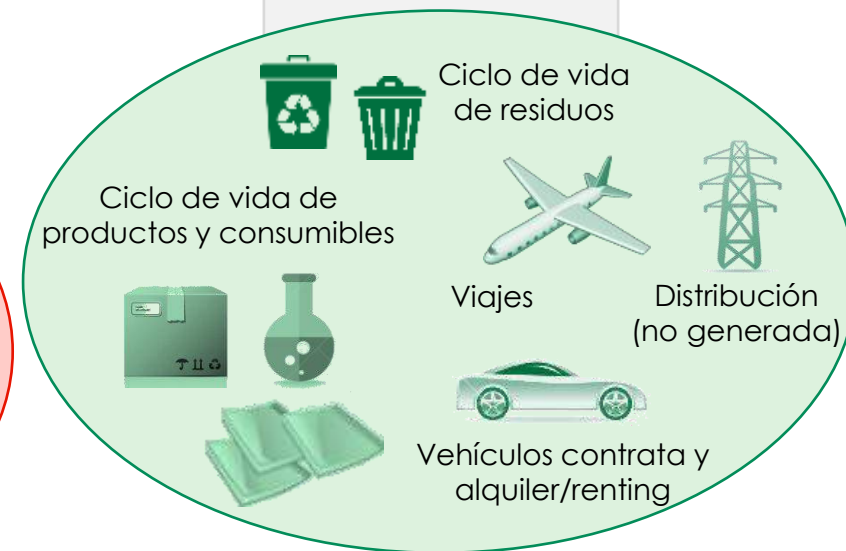 Ciclo de vida
de residuos
Ciclo de vida de
productos y consumibles
Viajes
Distribución
(no generada)
Vehículos contrata y
alquiler/renting